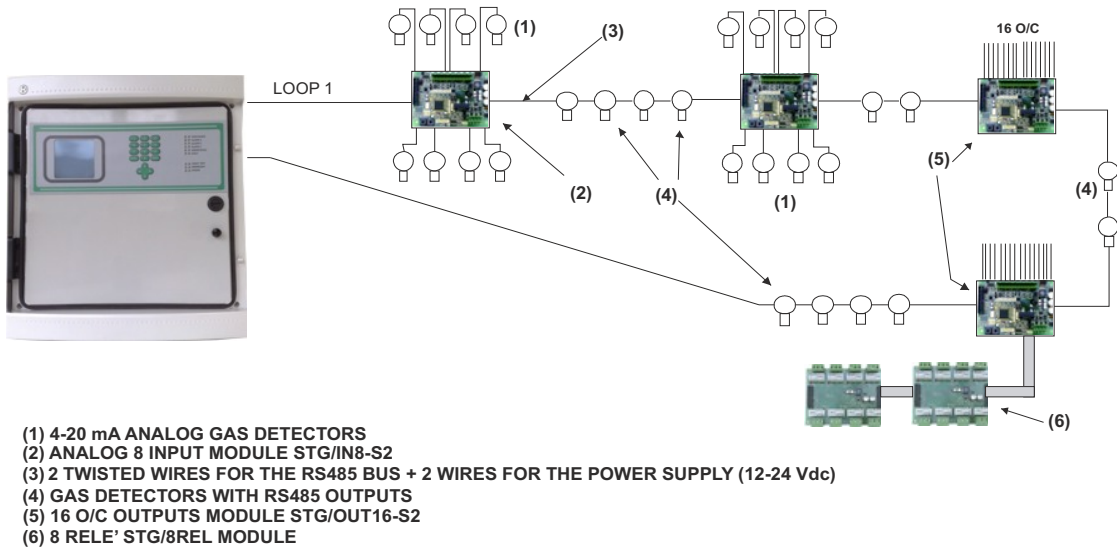 16 O/C
(1)
(3)
LOOP 1
(5)
(4)
(2)
(4)
(1)
(6)
(1) 4-20 mA ANALOG GAS DETECTORS
(2) ANALOG 8 INPUT MODULE STG/IN8-S2
(3) 2 TWISTED WIRES FOR THE RS485 BUS + 2 WIRES FOR THE POWER SUPPLY (12-24 Vdc)
(4) GAS DETECTORS WITH RS485 OUTPUTS
(5) 16 O/C OUTPUTS MODULE STG/OUT16-S2
(6) 8 RELE' STG/8REL MODULE